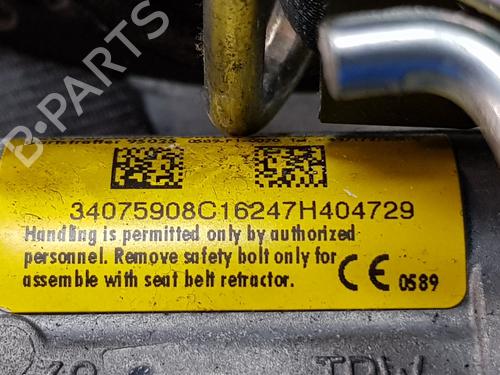 B-PARTS
34075908C16247H404729
Handling is permitted only by authorized
personnel. Remove safety bolt only for
assemble with seat belt retractor.
CE 0589
TRW